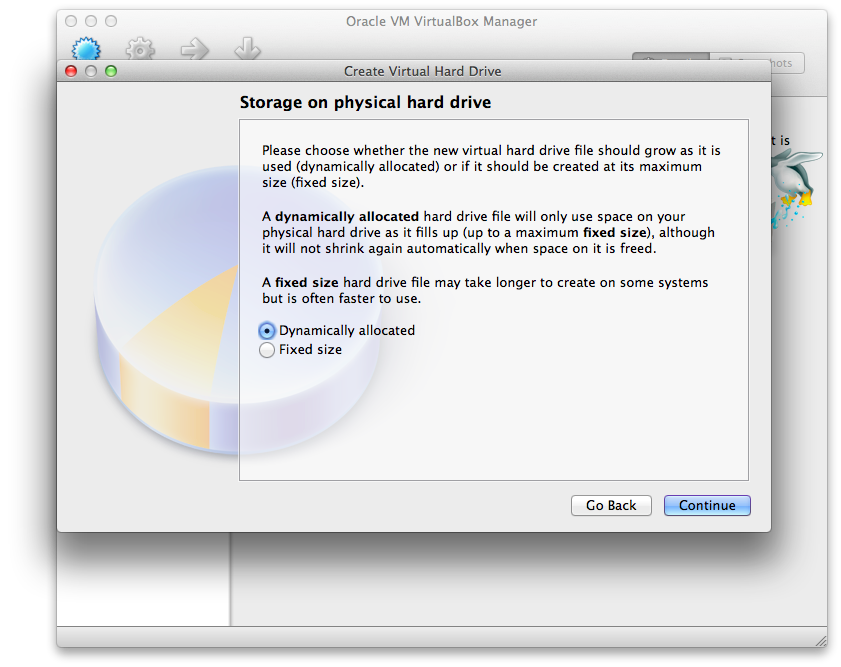 Oracle VM VirtualBox Manager
Create Virtual Hard Drive
Storage on physical hard drive
t is
Please choose whether the new virtual hard drive file should grow as it is
used (dynamically allocated) or if it should be created at its maximum
size (fixed size).
A dynamically allocated hard drive file will only use space on your
physical hard drive as it fills up (up to a maximum fixed size), although
it will not shrink again automatically when space on it is freed.
A fixed size hard drive file may take longer to create on some systems
but is often faster to use.
Dynamically allocated
Fixed size
Go Back
Continue